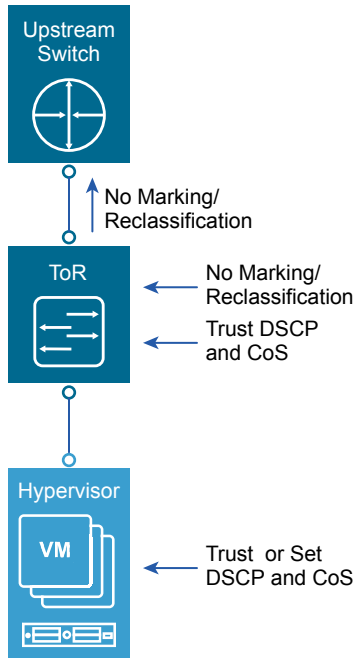 Upstream
Switch
No Marking/
Reclassification
ToR
No Marking/
Reclassification
Trust DSCP
and CoS
Hypervisor
VM
Trust or Set
DSCP and CoS